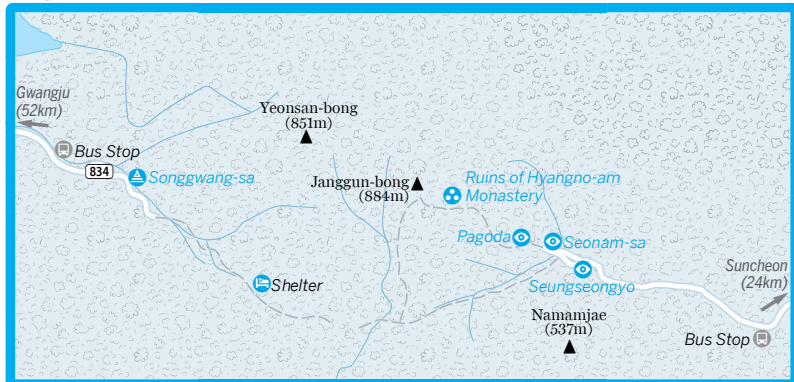 Gwangju
(52km)
Yeonsan-bong
(851m)
Bus Stop
834
Songgwang-sa
Janggun-bong
(884m)
Ruins of Hyangno-am
Monastery
Pagoda
Seonam-sa
Shelter
Seungseongyo
Suncheon
(24km)
Namamjae
(537m)
Bus Stop